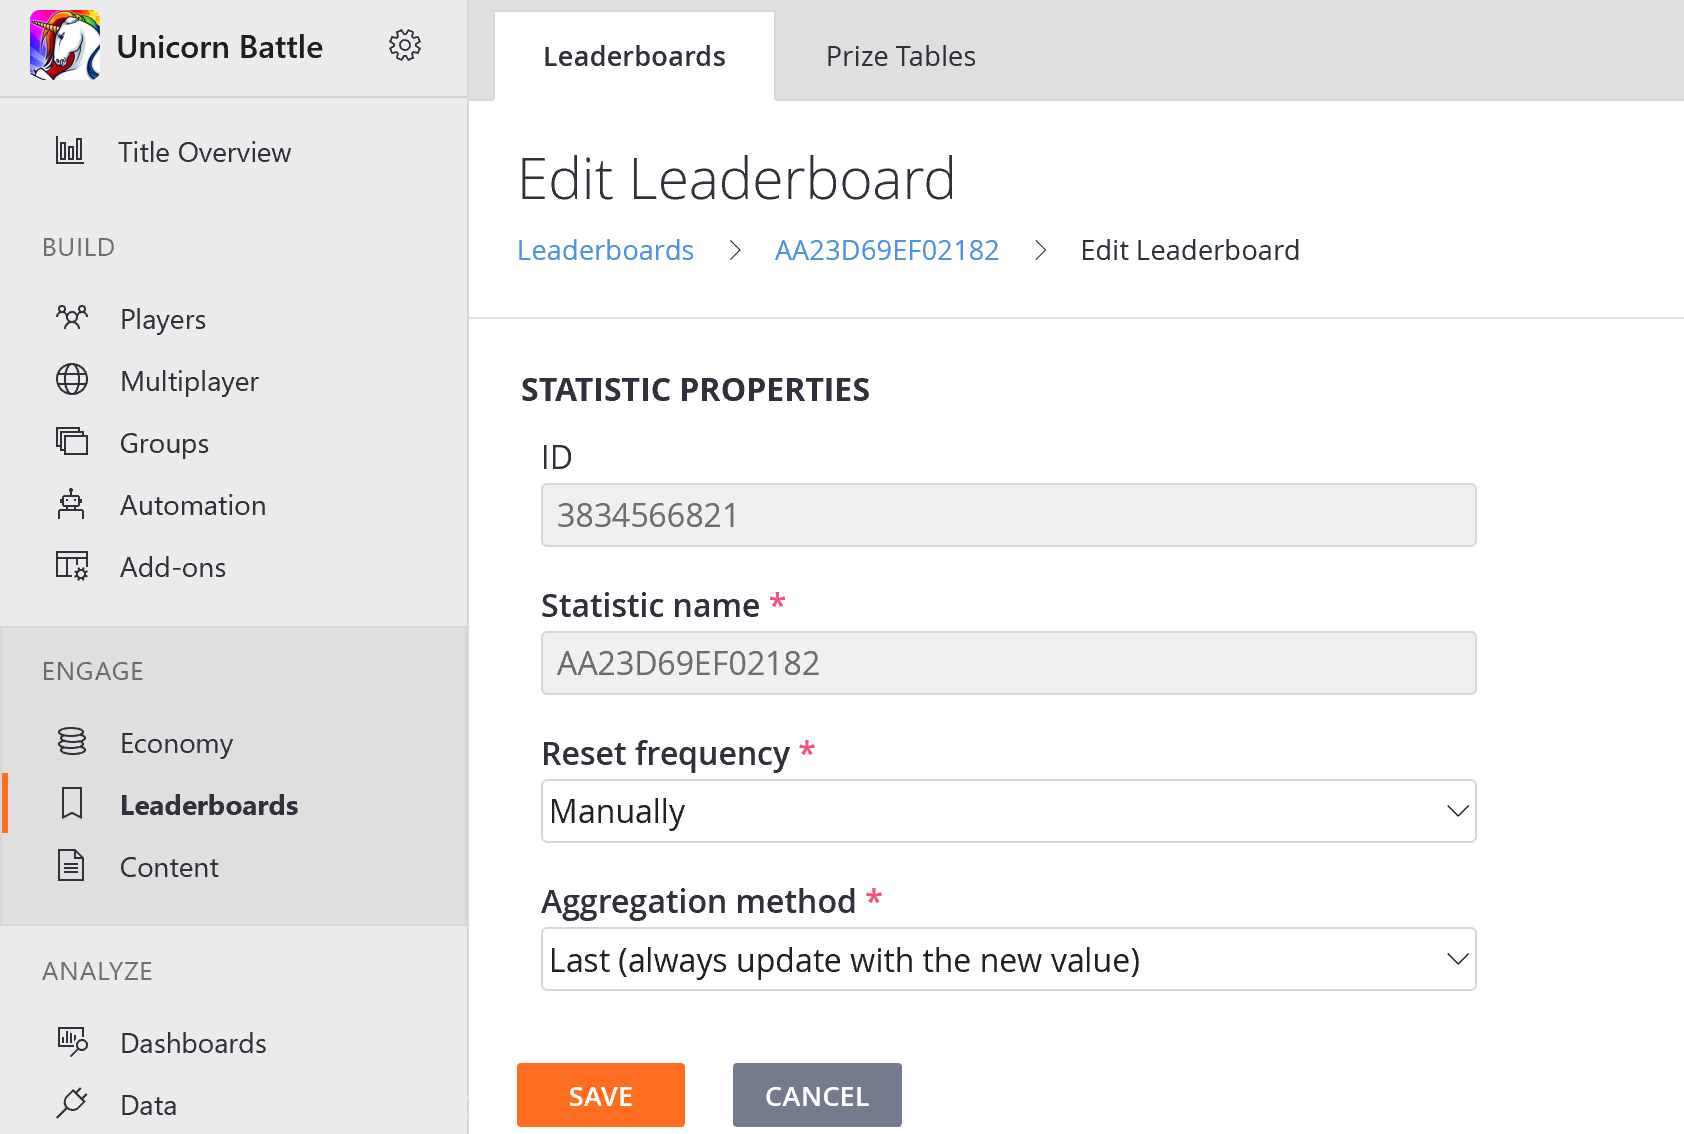 Unicorn Battle
Title Overview
BUILD
Players
Multiplayer
Groups
Automation
Add-ons
ENGAGE
Economy
Leaderboards
Content
ANALYZE
Dashboards
Data
Leaderboards
Prize Tables
Edit Leaderboard
Leaderboards > AA23D69EF02182 > Edit Leaderboard
STATISTIC PROPERTIES
ID
3834566821
Statistic name *
AA23D69EF02182
Reset frequency *
Manually
Aggregation method *
Last (always update with the new value)
SAVE
CANCEL